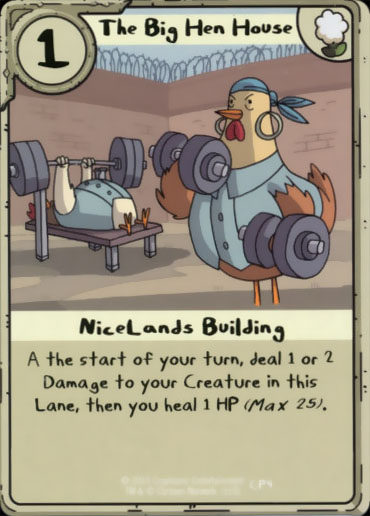 1
The Big Hen House
NiceLands Building
A the start of your turn, deal 1 or 2
Damage to your Creature in this
Lane, then you heal 1 HP (Max 25).
CP4